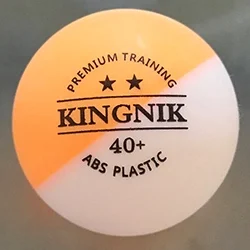 PREMIUM TRAINING
★★
KINGNIK
40+
ABS PLASTIC